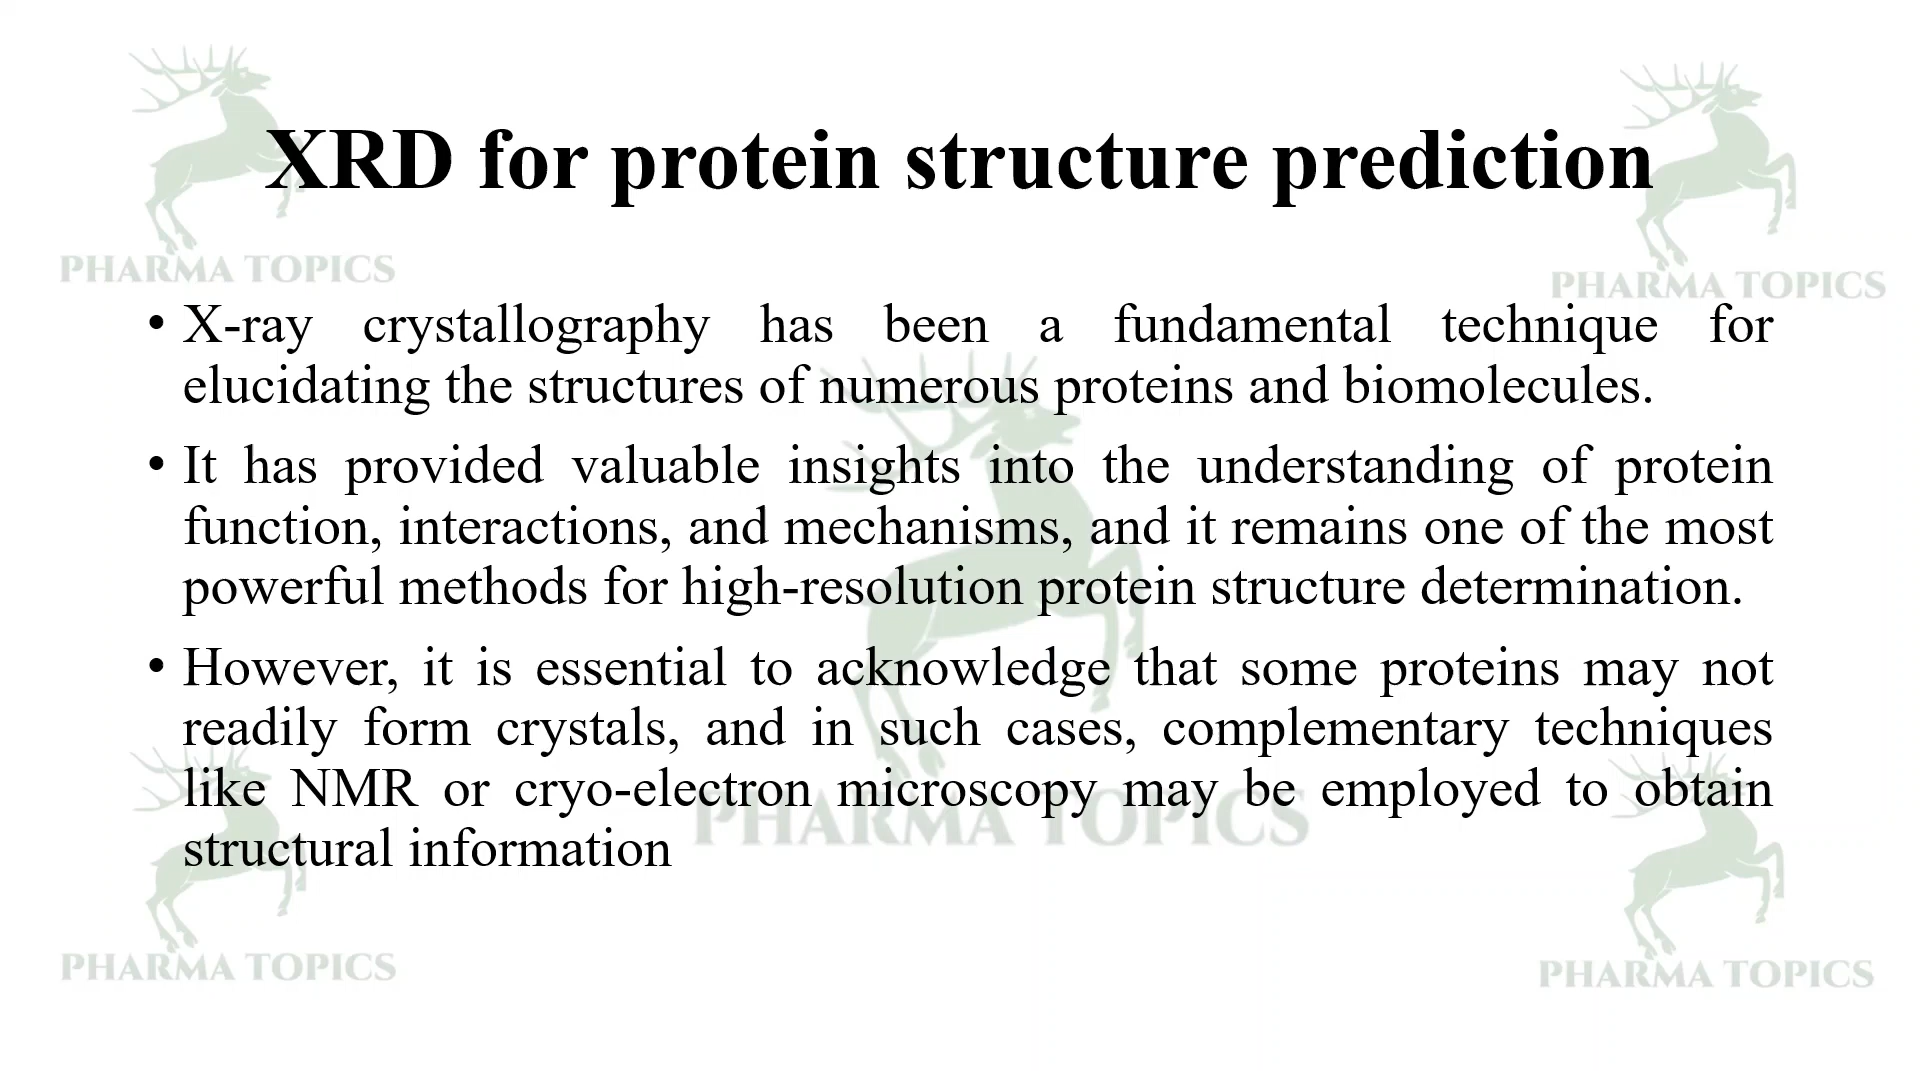 XRD for protein structure prediction
PHARMA TOPICS
PHARMA TOPICS
• X-ray crystallography has been a fundamental technique for
elucidating the structures of numerous proteins and biomolecules.
• It has provided valuable insights into the understanding of protein
function, interactions, and mechanisms, and it remains one of the most
powerful methods for high-resolution protein structure determination.
• However, it is essential to acknowledge that some proteins may not
readily form crystals, and in such cases, complementary techniques
like NMR or cryo-electron microscopy may be employed to obtain
PHARMA TOPICS
structural information
PHARMA TOPICS
PHARMA TOPICS